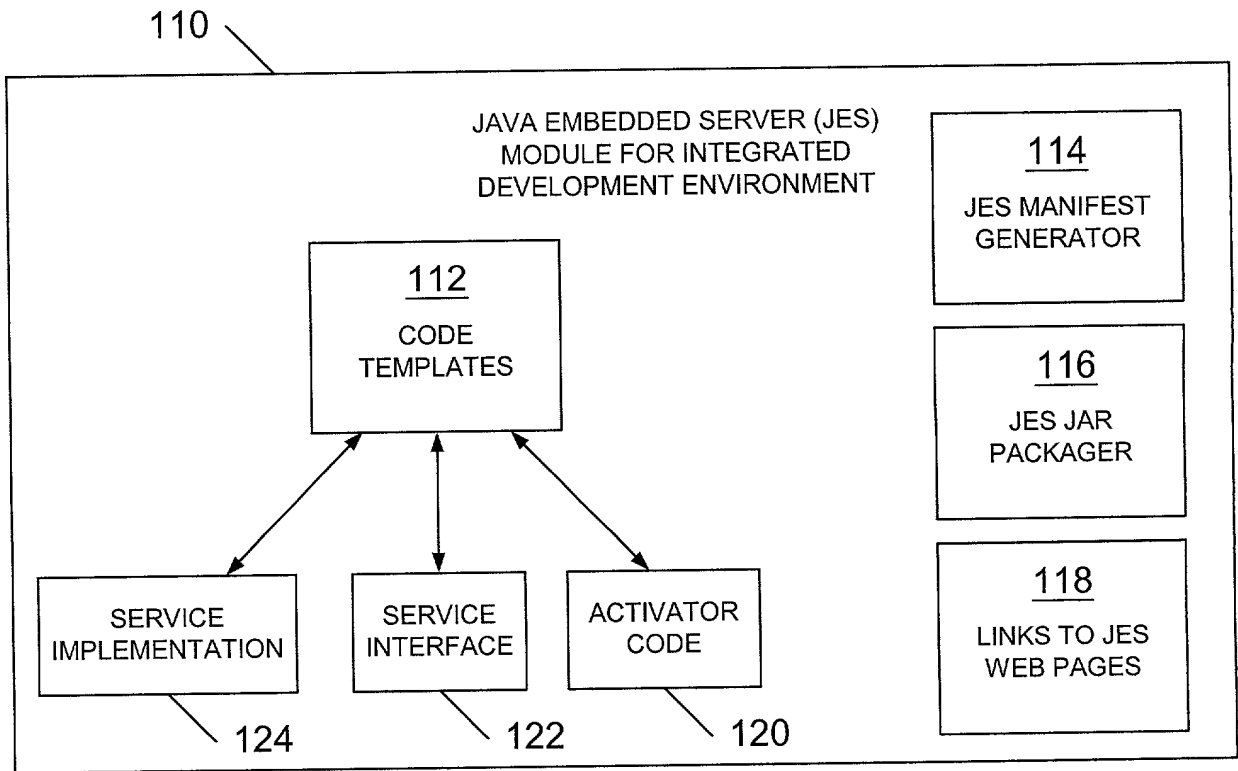 110
JAVA EMBEDDED SERVER (JES)
MODULE FOR INTEGRATED
DEVELOPMENT ENVIRONMENT
112
CODE
TEMPLATES
114
JES MANIFEST
GENERATOR
116
JES JAR
PACKAGER
118
LINKS TO JES
WEB PAGES
SERVICE
IMPLEMENTATION
SERVICE
INTERFACE
ACTIVATOR
CODE
124
122
120